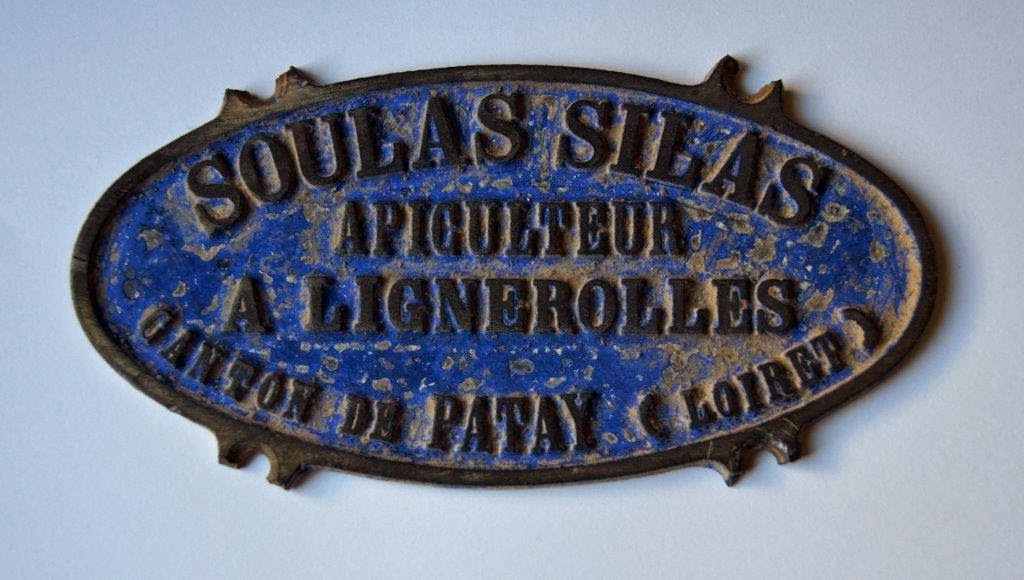 SOULAS SILAS
APICULTEUR
A LIGNEROLLES
CANTON DE PATAY (LOIRET)